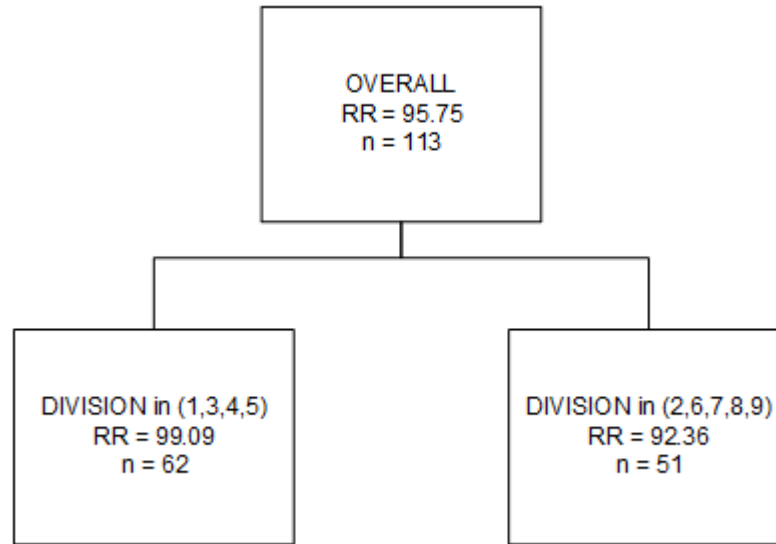 OVERALL
RR = 95.75
n = 113
DIVISION in (1,3,4,5)
RR = 99.09
n = 62
DIVISION in (2,6,7,8,9)
RR = 92.36
n = 51